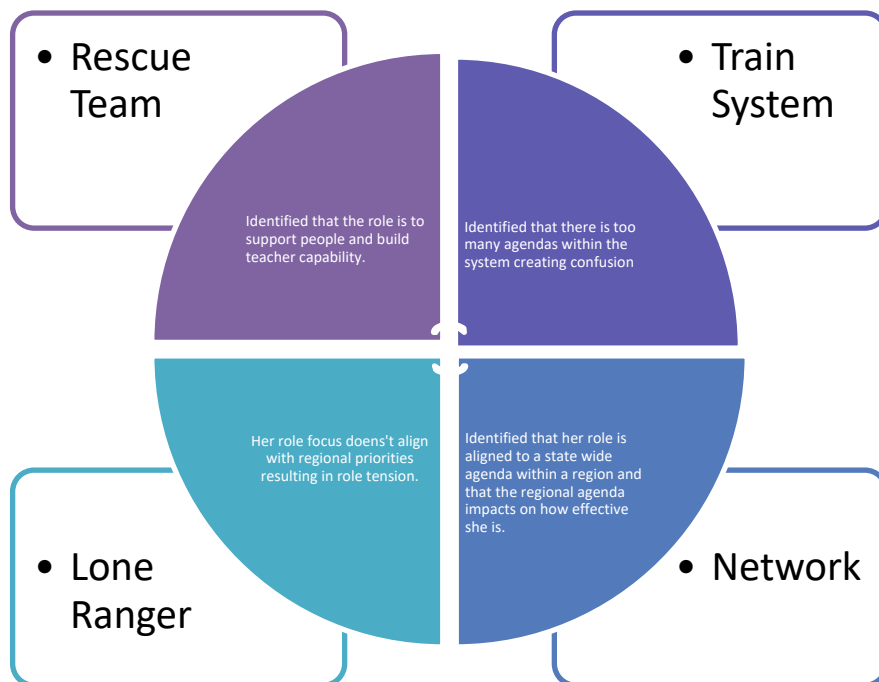 • Rescue
Team
• Train
System
Identified that the role is to
support people and build
teacher capability.
Identified that there is too
many agendas within the
system creating confusion
Her role focus doens't align
with regional priorities
resulting in role tension.
Identified that her role is
aligned to a state wide
agenda within a region and
that the regional agenda
impacts on how effective
she is.
• Lone
Ranger
• Network